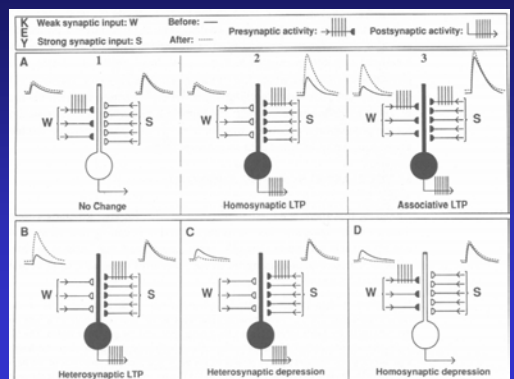 K E Y
Weak synaptic input: W Before: Presynaptic activity: Postsynaptic activity:
Strong synaptic input: S After:
A 1 2 3
W S W S W S
No Change Homosynaptic LTP Associative LTP
B C D
W S W S W S
Heterosynaptic LTP Heterosynaptic depression Homosynaptic depression